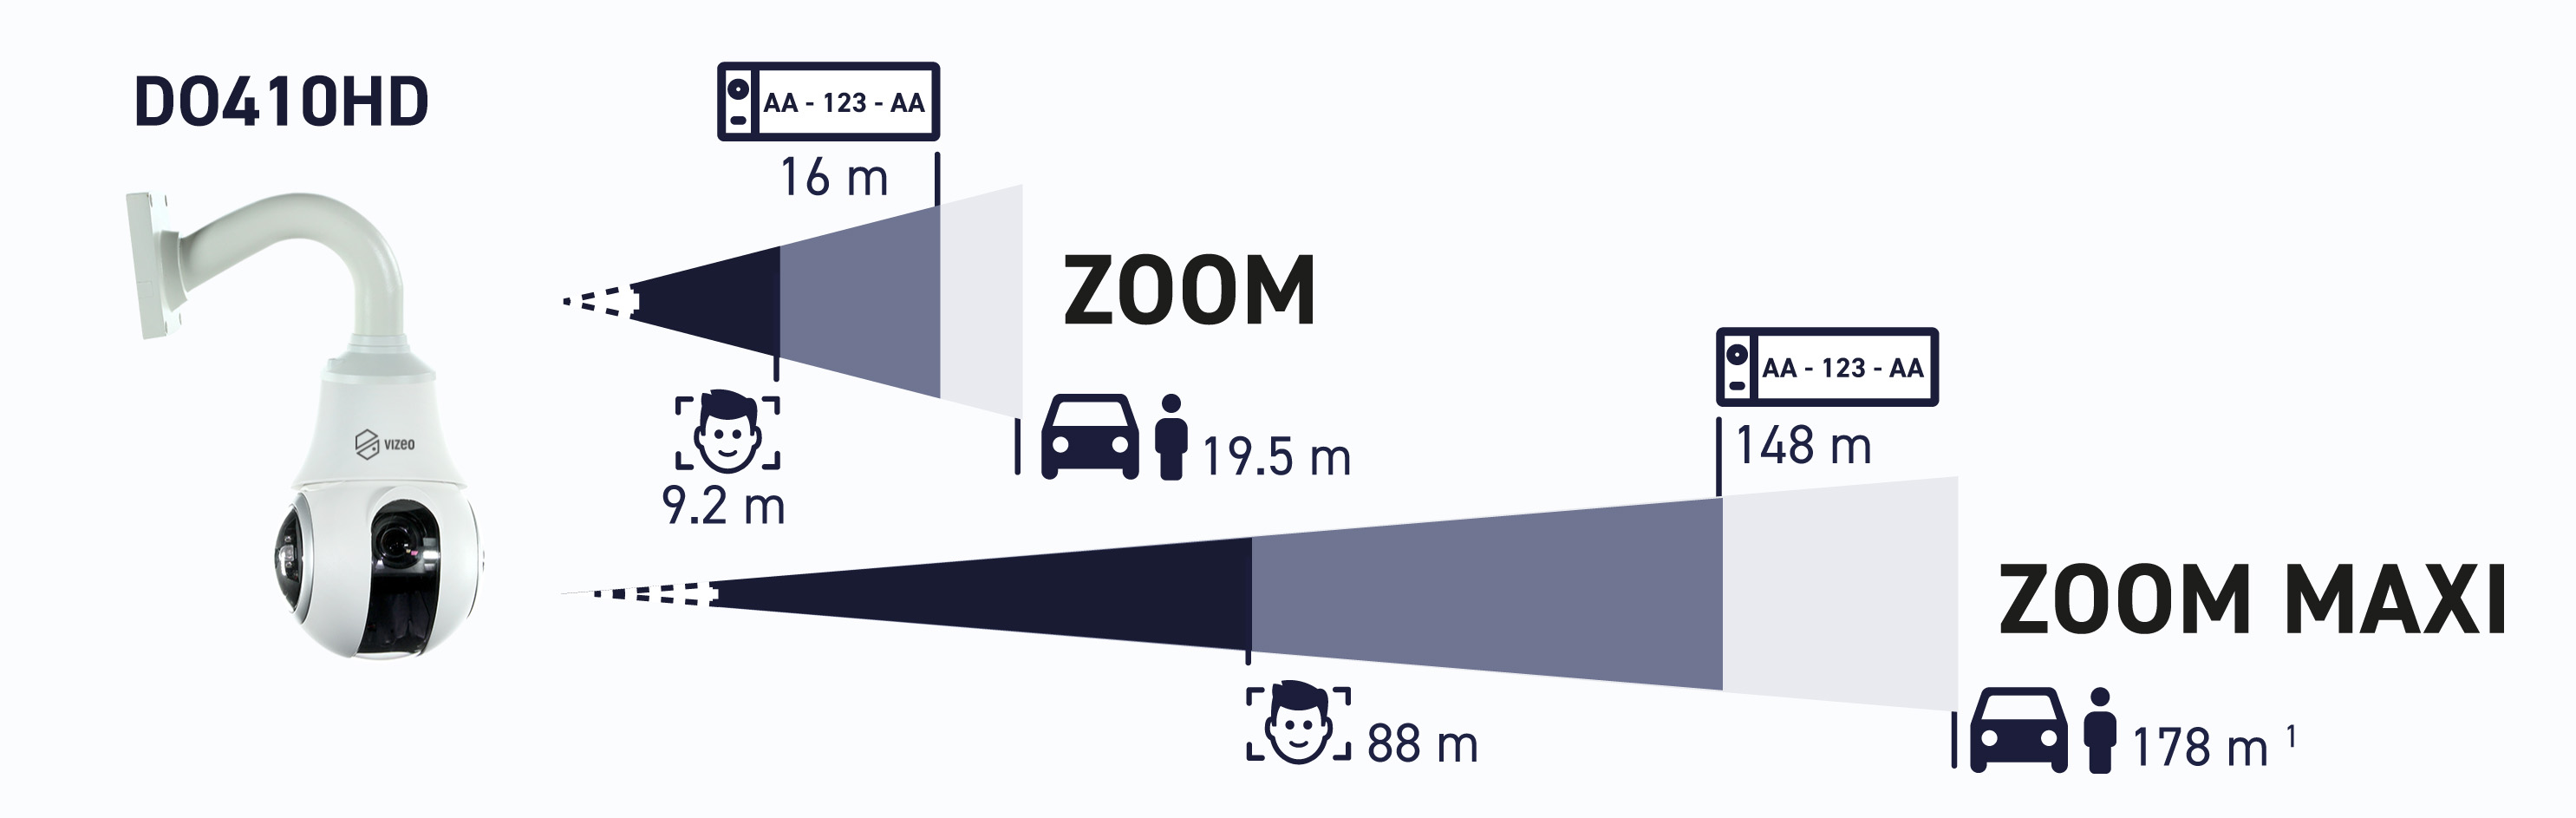 DO410HD
AA - 123 - AA
16 m
ZOOM
9.2 m
19.5 m
VIZEO
AA - 123 - AA
148 m
ZOOM MAXI
88 m
178 m 1